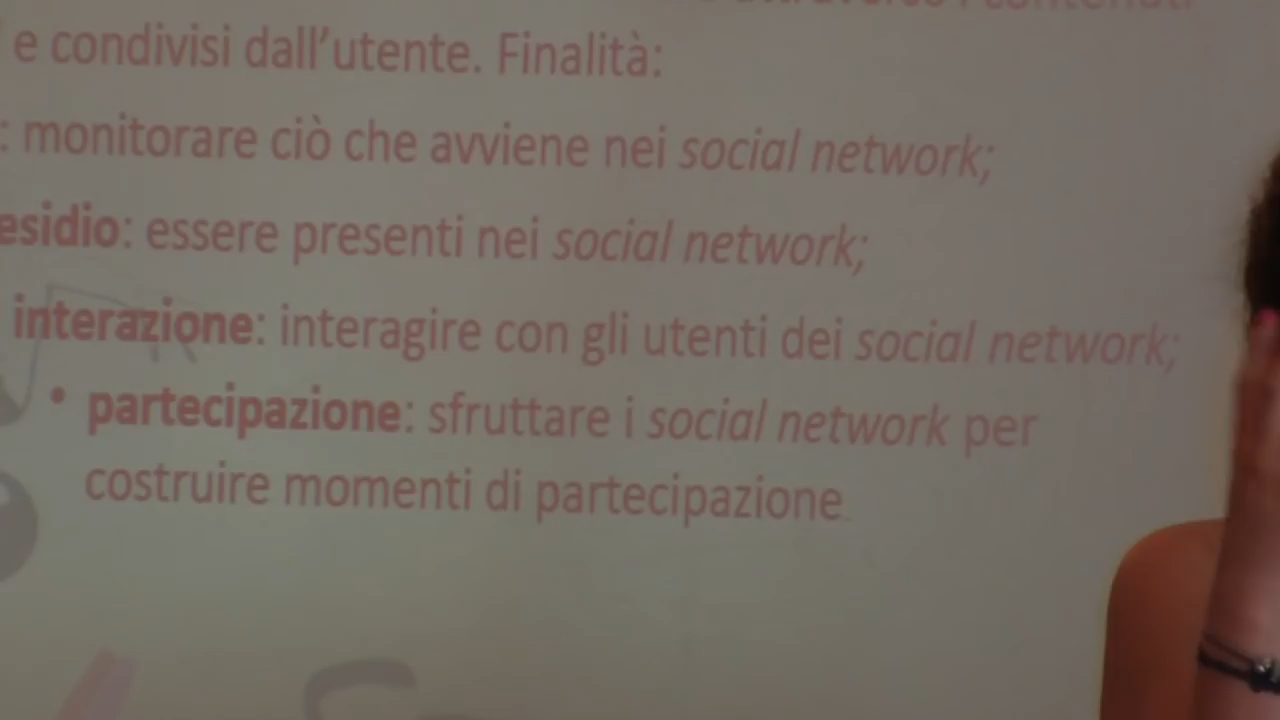 e condivisi dall'utente. Finalità:
: monitorare ciò che avviene nei social network;
esidio: essere presenti nei social network;
interazione: interagire con gli utenti dei social network;
• partecipazione: sfruttare i social network per
costruire momenti di partecipazione